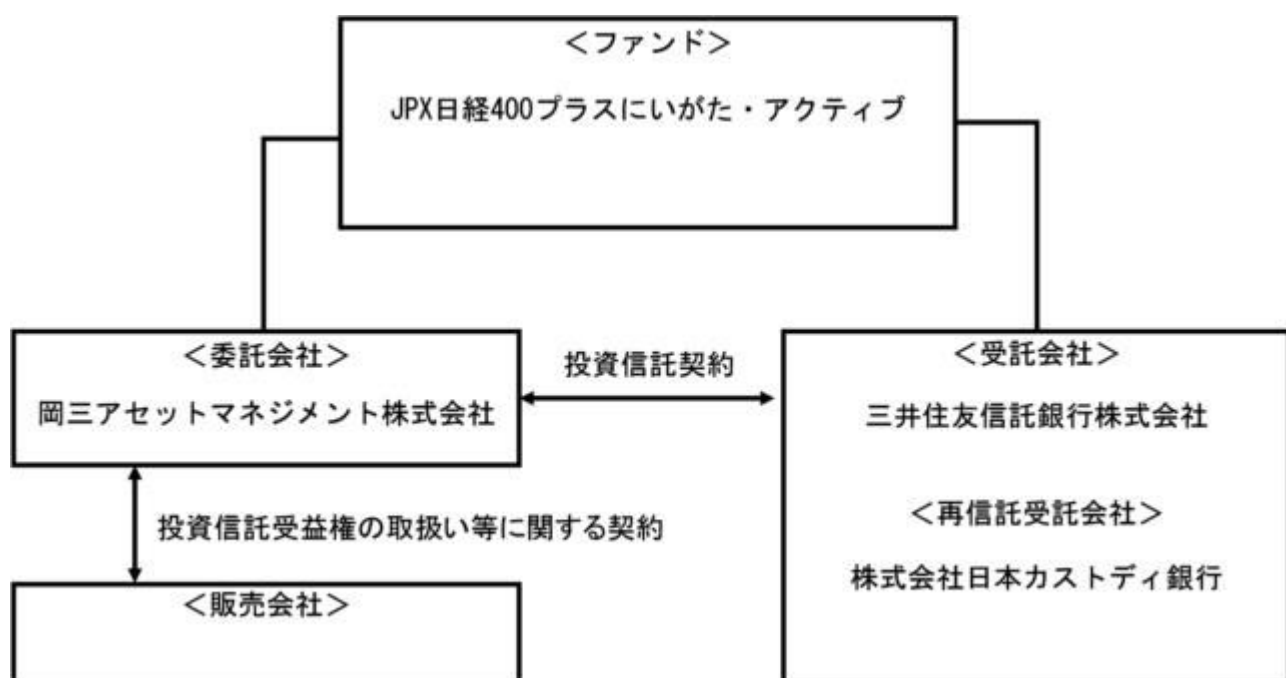 <ファンド>
JPX日経400プラスにいがた・アクティブ
<委託会社>
岡三アセットマネジメント株式会社
投資信託契約
<受託会社>
三井住友信託銀行株式会社
<再信託受託会社>
株式会社日本カストディ銀行
投資信託受益権の取扱い等に関する契約
<販売会社>